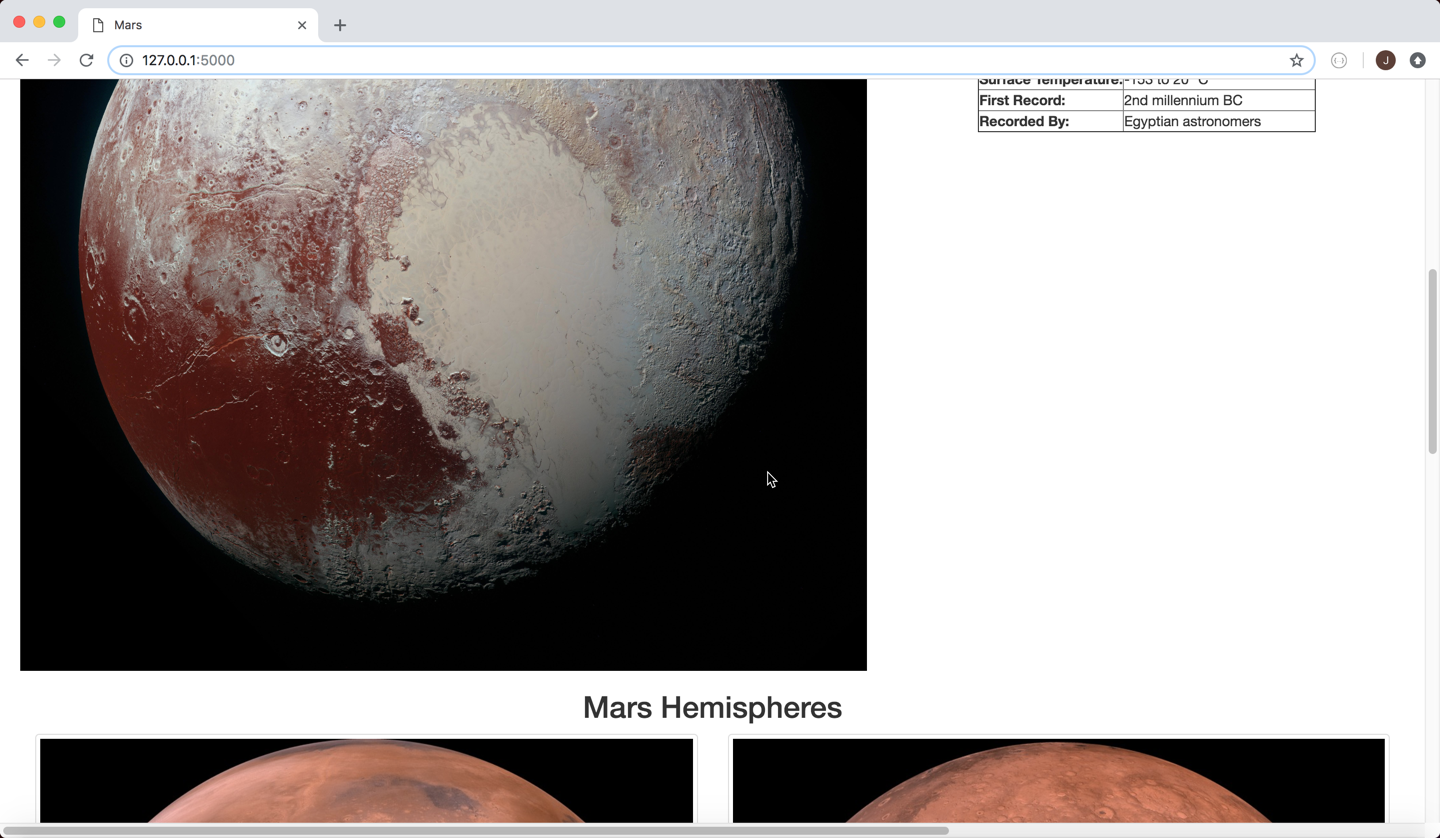 Mars
127.0.0.1:5000
J
Surface Temperature: -153 to 20 °C
First Record: 2nd millennium BC
Recorded By: Egyptian astronomers
Mars Hemispheres